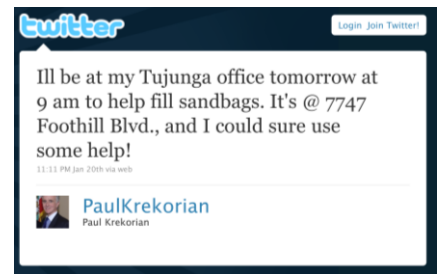 twitter
Login Join Twitter!
Ill be at my Tujunga office tomorrow at
9 am to help fill sandbags. It's @ 7747
Foothill Blvd., and I could sure use
some help!
11:11 PM Jan 20th via web
PaulKrekorian
Paul Krekorian